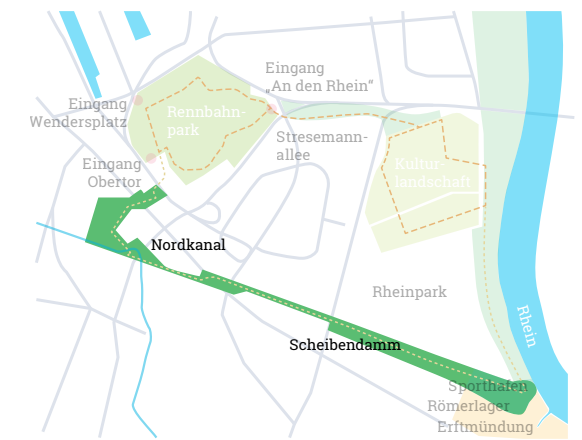 Eingang
„An den Rhein“
Eingang
Wendersplatz
Rennbahn-
park
Stresemann-
allee
Eingang
Obertor
Kultur-
landschaft
Nordkanal
Rheinpark
Rhein
Scheibendamm
Sporthafen
Römerlager
Erftmündung